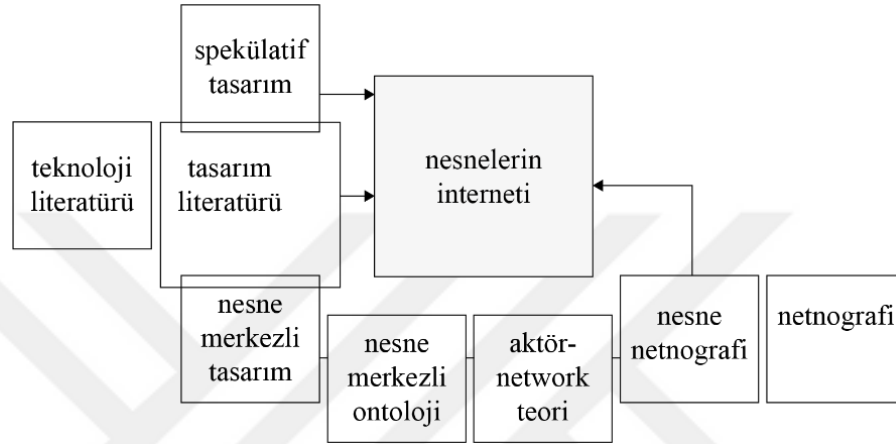 spekülatif
tasarım
teknoloji
literatürü
tasarım
literatürü
nesnelerin
interneti
nesne
merkezli
tasarım
nesne
merkezli
ontoloji
aktör-
network
teori
nesne
netnografi
netnografi